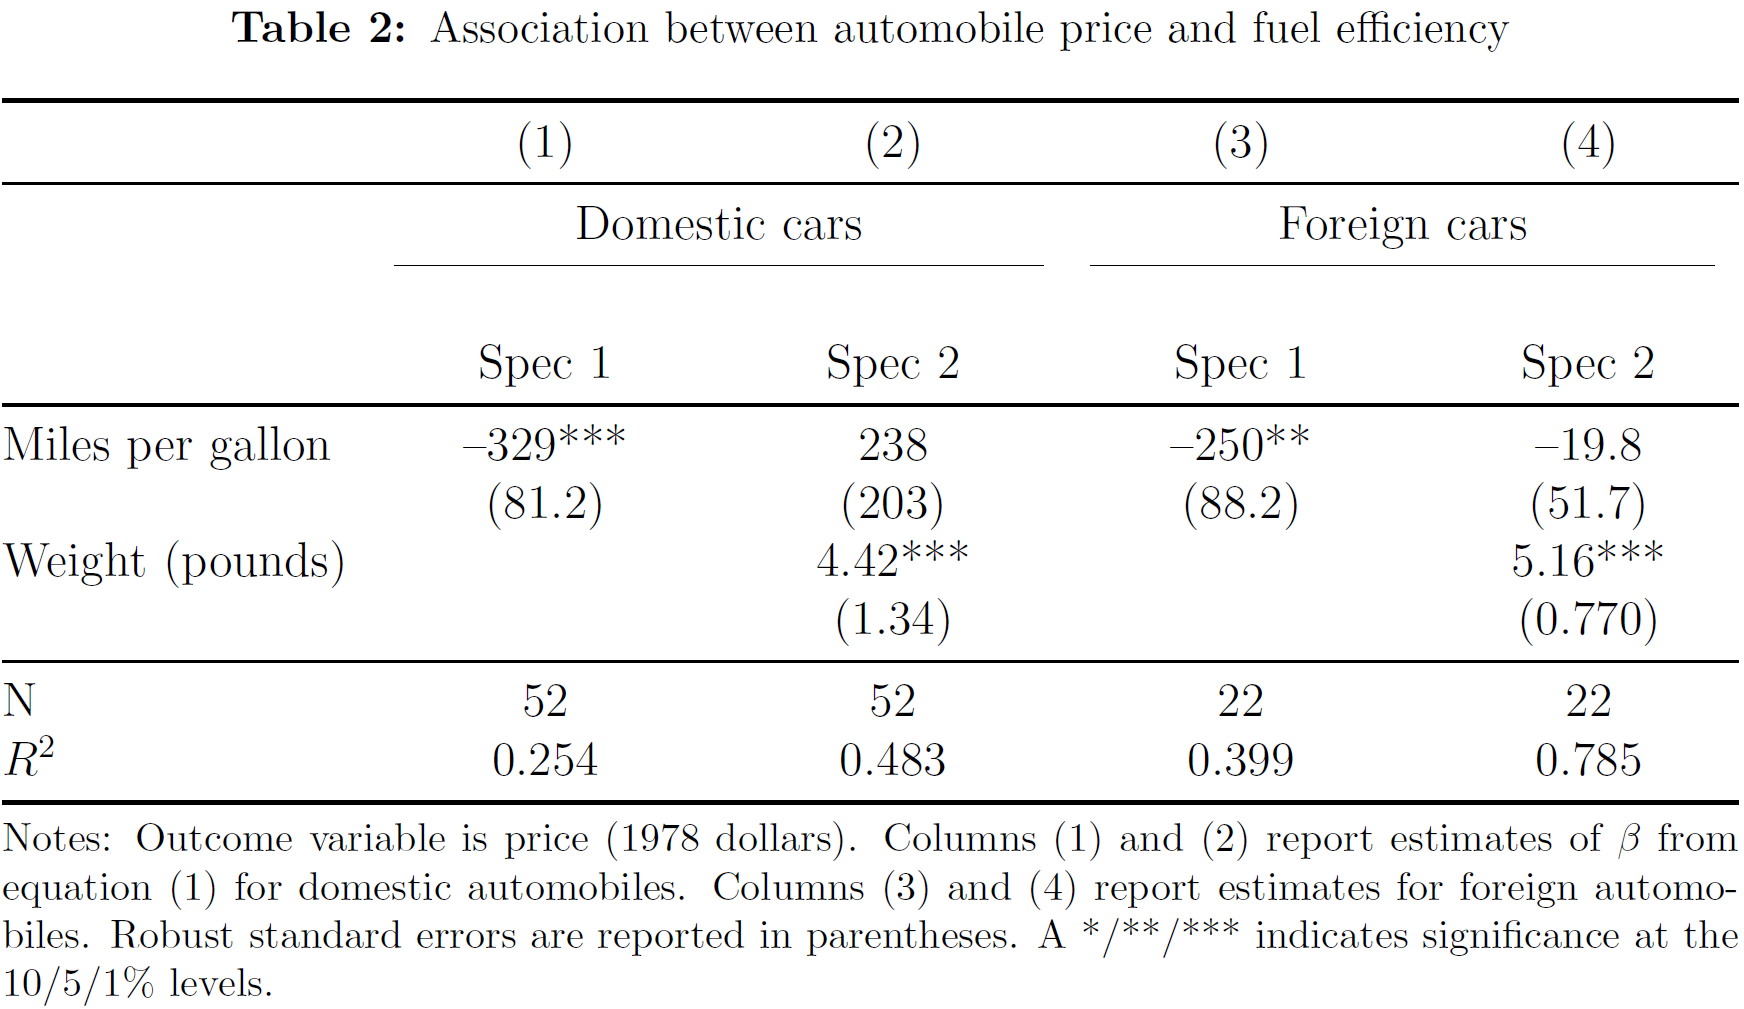 Table 2: Association between automobile price and fuel efficiency
(1) (2) (3) (4)
Domestic cars Foreign cars
Spec 1 Spec 2 Spec 1 Spec 2
Miles per gallon –329*** 238 –250** –19.8
(81.2) (203) (88.2) (51.7)
Weight (pounds) 4.42*** 5.16***
(1.34) (0.770)
N 52 52 22 22
R² 0.254 0.483 0.399 0.785
Notes: Outcome variable is price (1978 dollars). Columns (1) and (2) report estimates of β from
equation (1) for domestic automobiles. Columns (3) and (4) report estimates for foreign automo-
biles. Robust standard errors are reported in parentheses. A */**/*** indicates significance at the
10/5/1% levels.